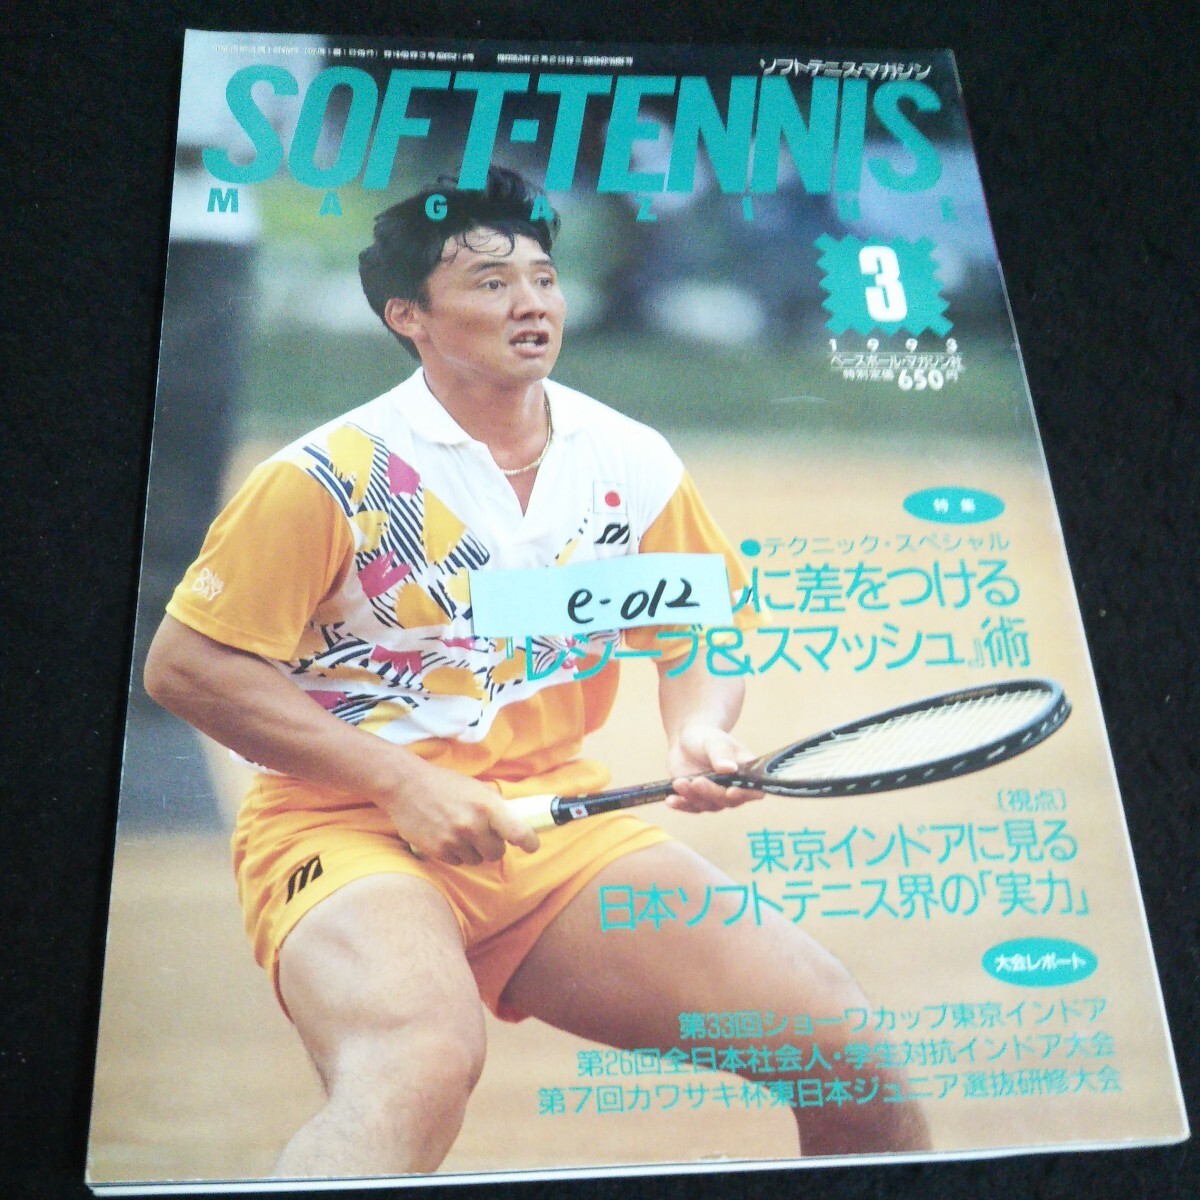 ソフトテニス・マガジン
SOFT-TENNIS
MAGAZINE
3
1993
ベースボール・マガジン社
特別定価650円
特集
●テクニック・スペシャル
に差をつける
『レシーブ&スマッシュ』術
e-012
ONE DAY
〔視点〕
東京インドアに見る
日本ソフトテニス界の「実力」
大会レポート
第33回ショーワカップ東京インドア
第26回全日本社会人・学生対抗インドア大会
第7回カワサキ杯東日本ジュニア選抜研修大会